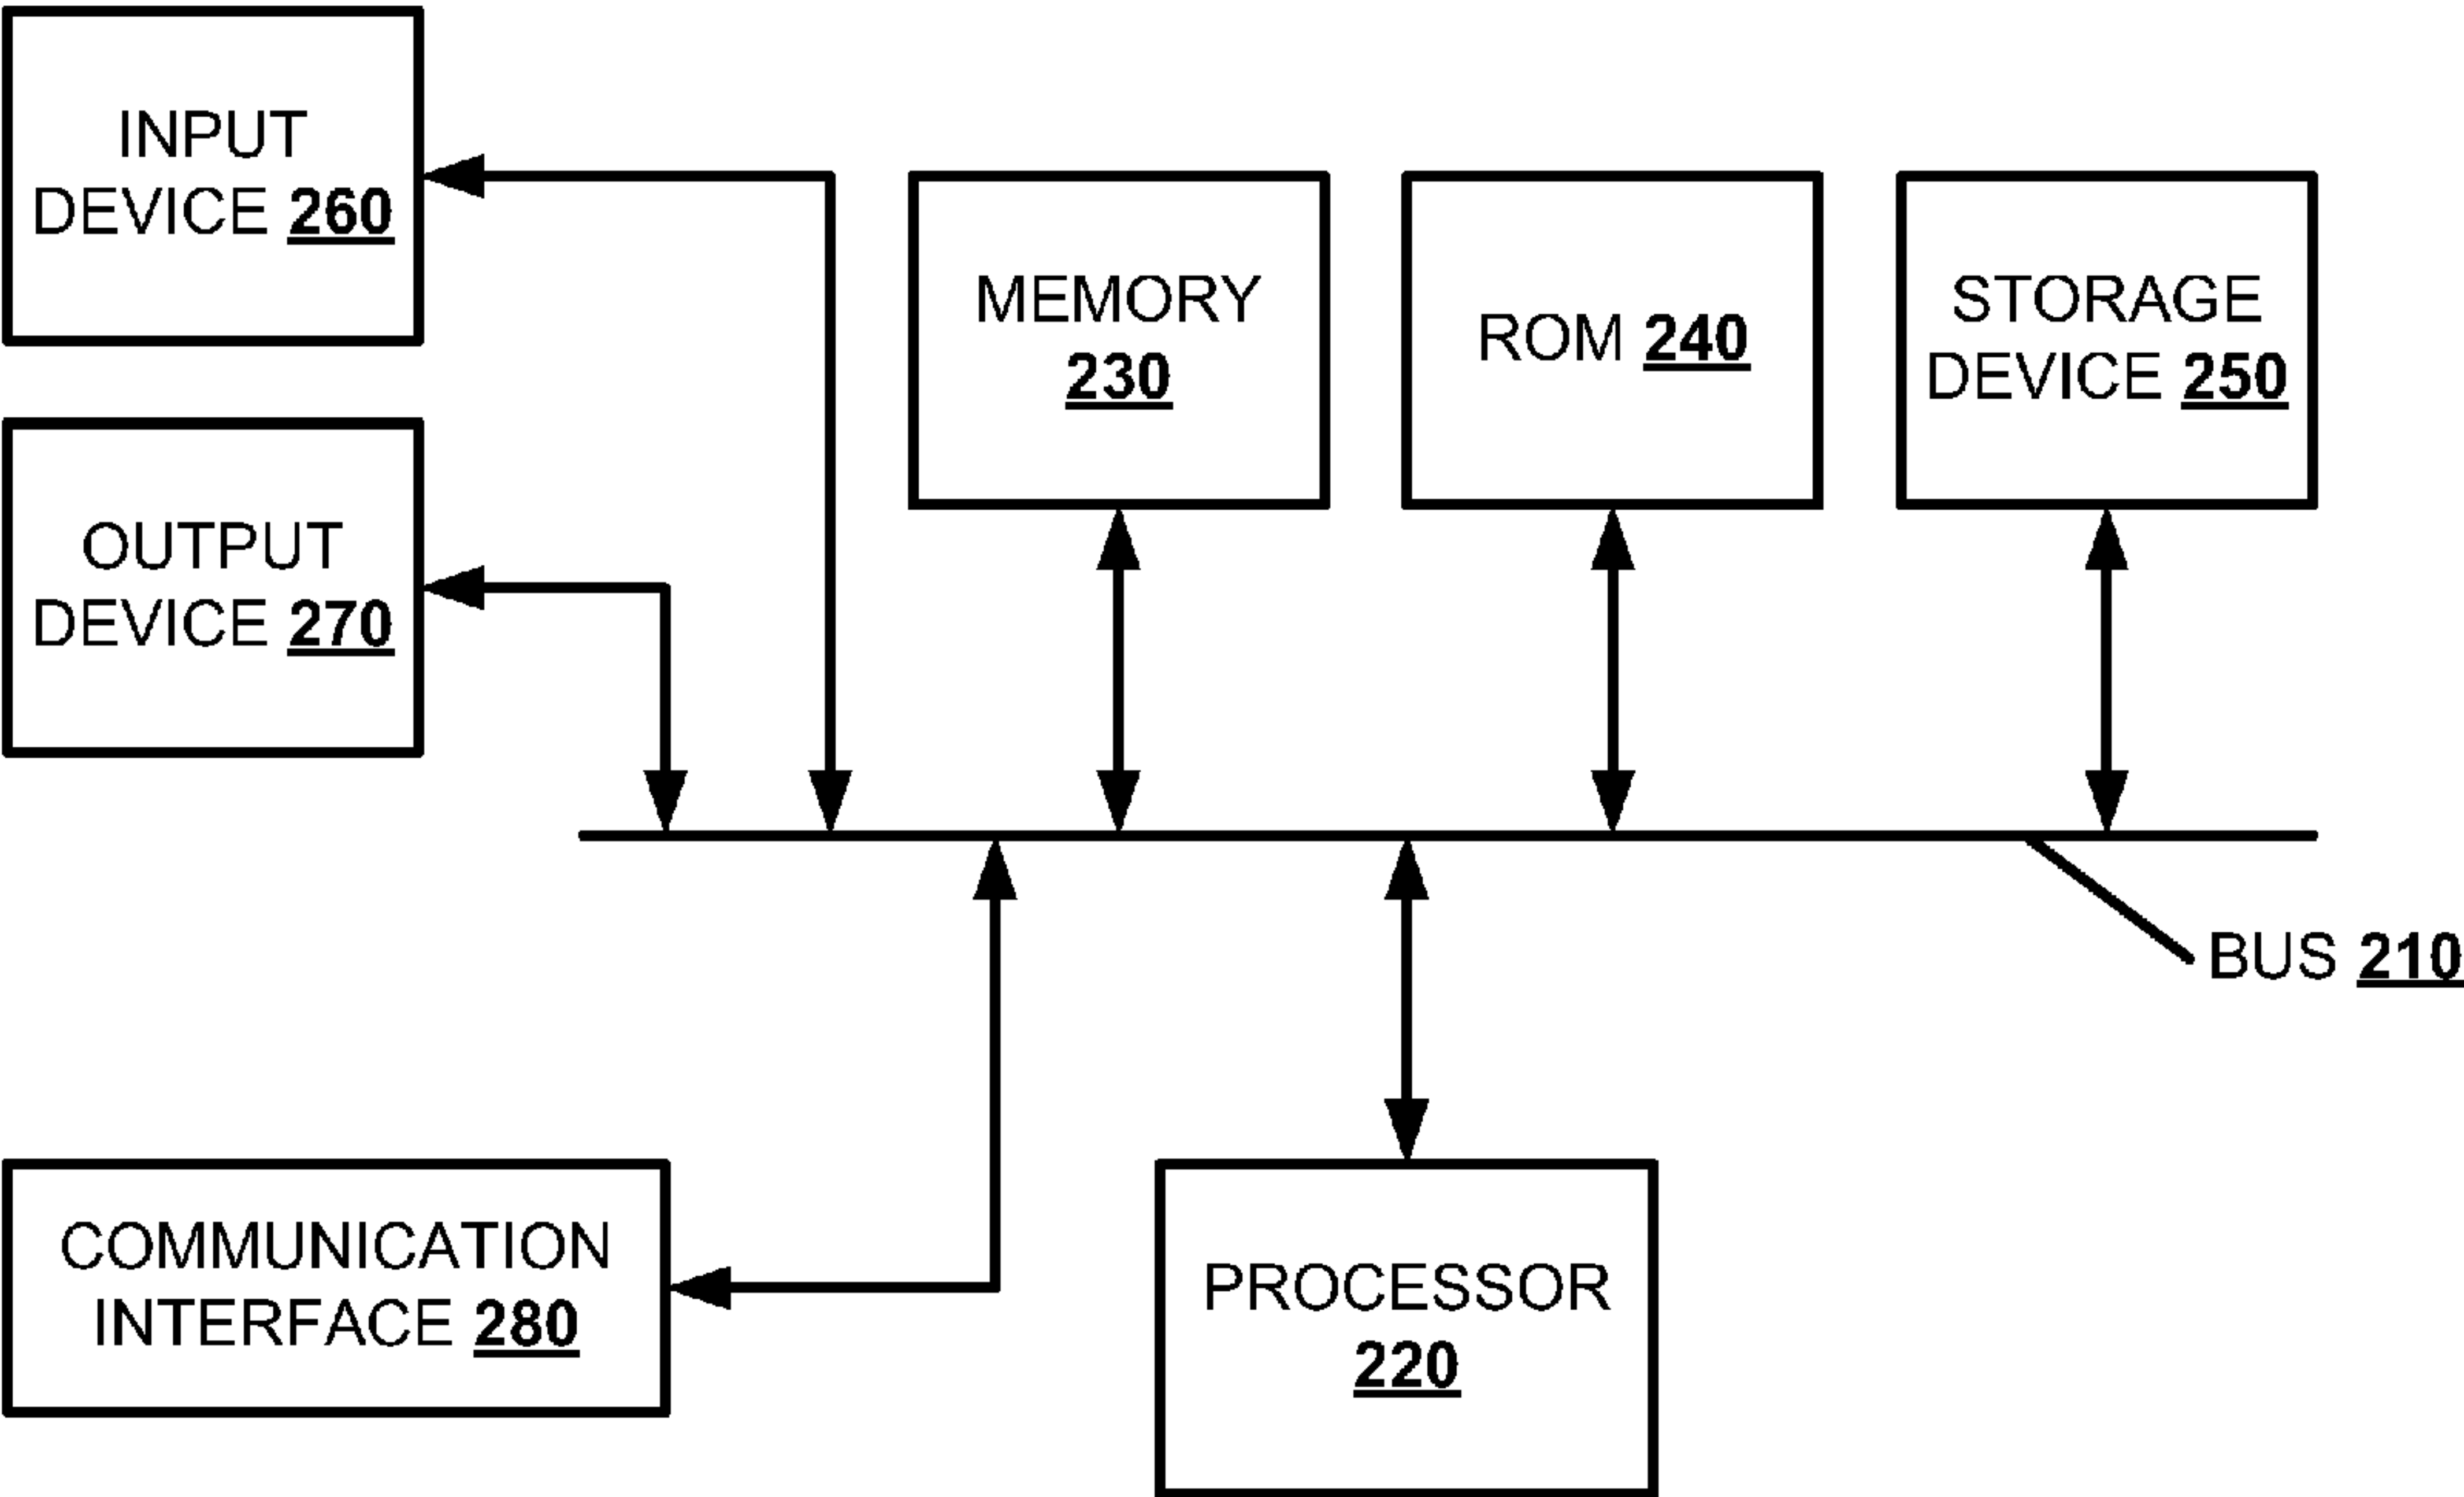 INPUT
DEVICE 260
MEMORY
230
ROM 240
STORAGE
DEVICE 250
OUTPUT
DEVICE 270
BUS 210
COMMUNICATION
INTERFACE 280
PROCESSOR
220